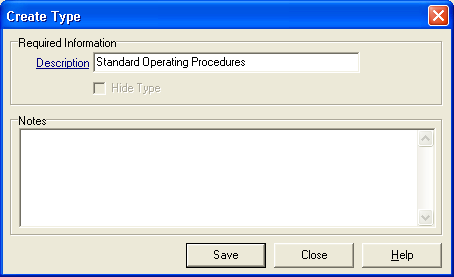 Create Type
Required Information
Description Standard Operating Procedures
Hide Type
Notes
Save Close Help